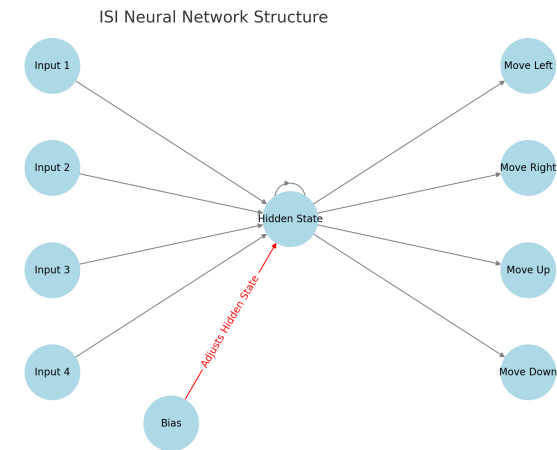 ISI Neural Network Structure
Input 1
Move Left
Input 2
Move Right
Hidden State
Input 3
Move Up
Adjusts Hidden State
Input 4
Move Down
Bias